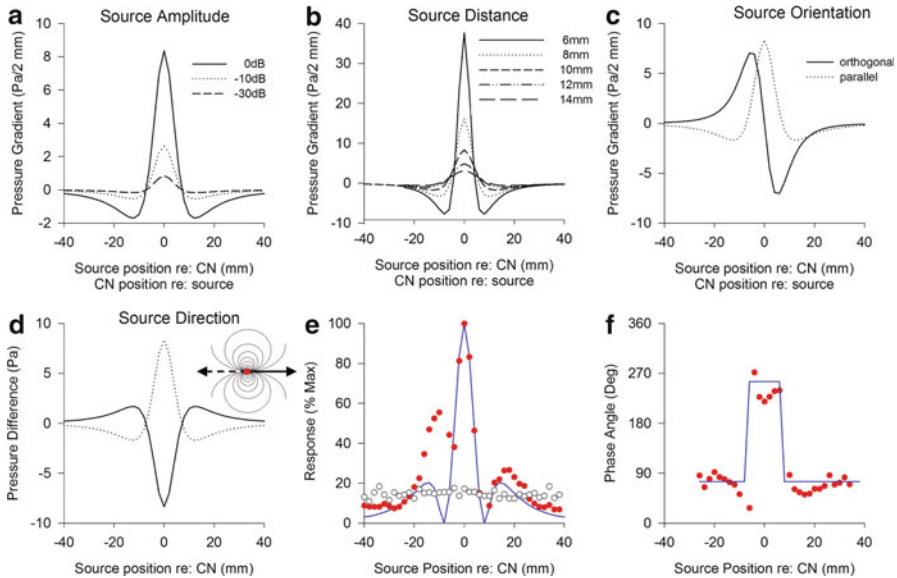 a
Source Amplitude
Pressure Gradient (Pa/2 mm)
10
8
6
4
2
0
2
0dB
-10dB
-30dB
-40 -20 0 20 40
Source position re: CN (mm)
CN position re: source
b
Source Distance
Pressure Gradient (Pa/2 mm)
40
30
20
10
0
-10
6mm
8mm
10mm
12mm
14mm
-40 -20 0 20 40
Source position re: CN (mm)
CN position re: source
c
Source Orientation
Pressure Gradient (Pa/2 mm)
10
5
0
-5
-10
orthogonal
parallel
-40 -20 0 20 40
Source position re: CN (mm)
CN position re: source
d
Source Direction
Pressure Difference (Pa)
10
5
0
-5
-10
-40 -20 0 20 40
Source position re: CN (mm)
e
Response (% Max)
100
80
60
40
20
0
-40 -20 0 20 40
Source Position re: CN (mm)
f
Phase Angle (Deg)
360
270
180
90
0
-40 -20 0 20 40
Source Position re: CN (mm)